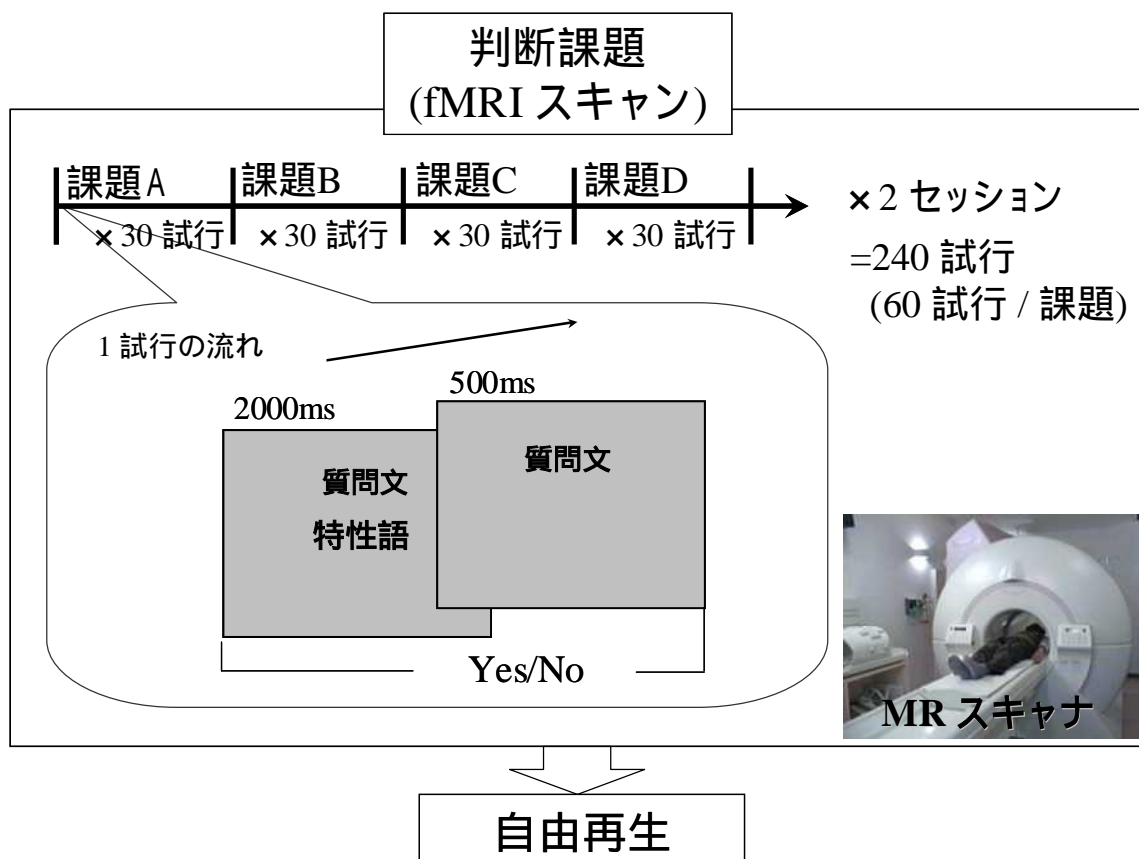 判断課題
(fMRI スキャン)
課題A 課題B 課題C 課題D
×30 試行 ×30 試行 ×30 試行 ×30 試行
×2 セッション
=240 試行
(60 試行 / 課題)
1 試行の流れ
2000ms
500ms
質問文
特性語
質問文
Yes/No
MR スキャナ
自由再生